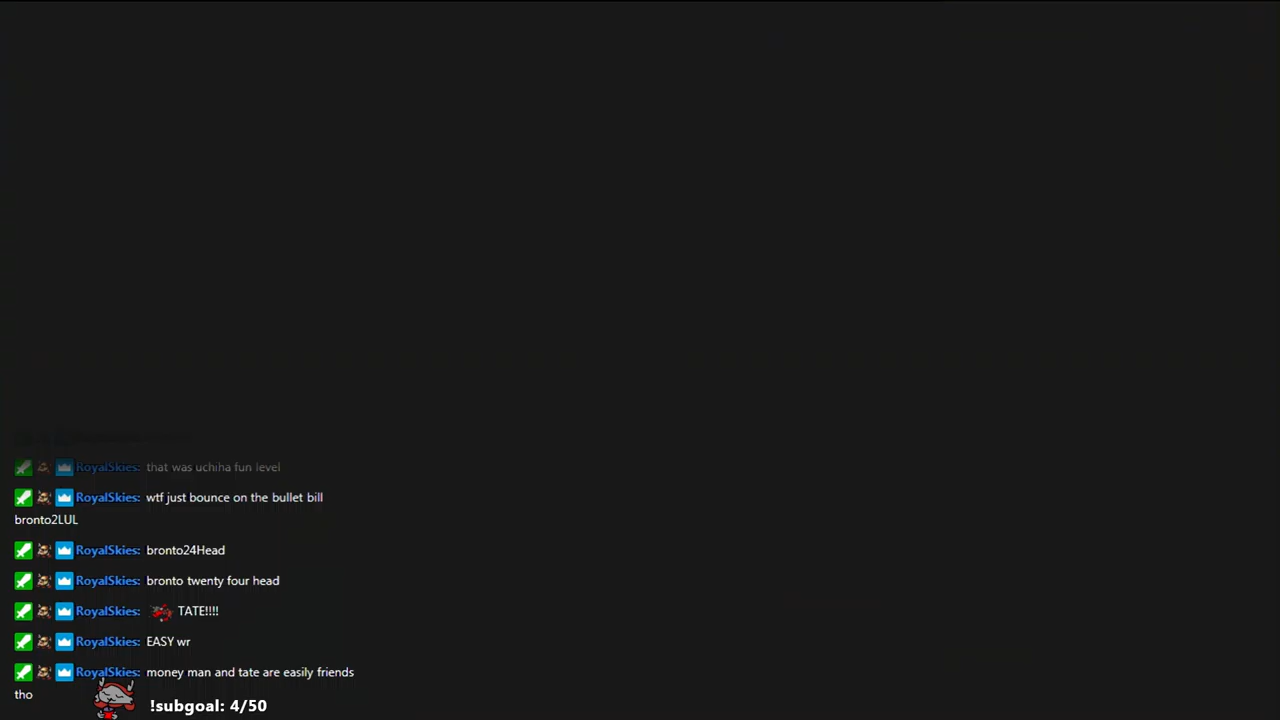 RoyalSkies: that was uchiha fun level
RoyalSkies: wtf just bounce on the bullet bill
bronto2LUL
RoyalSkies: bronto24Head
RoyalSkies: bronto twenty four head
RoyalSkies: TATE!!!!
RoyalSkies: EASY wr
RoyalSkies: money man and tate are easily friends
tho
!subgoal: 4/50